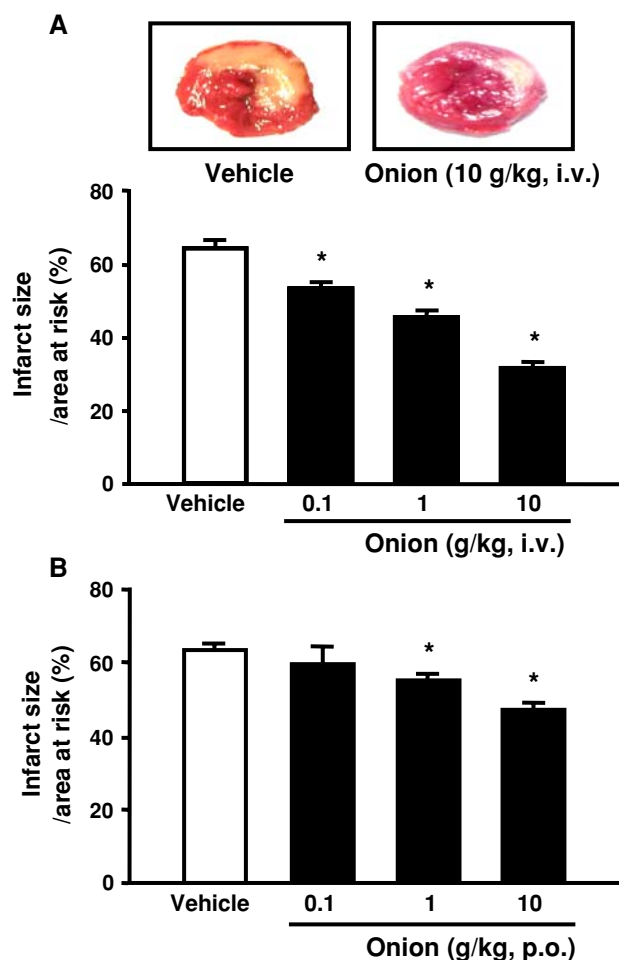 A
Vehicle
Onion (10 g/kg, i.v.)
80
60
40
20
0
Infarct size
/area at risk (%)
*
*
*
Vehicle
0.1
1
10
Onion (g/kg, i.v.)
B
80
60
40
20
0
Infarct size
/area at risk (%)
*
*
Vehicle
0.1
1
10
Onion (g/kg, p.o.)